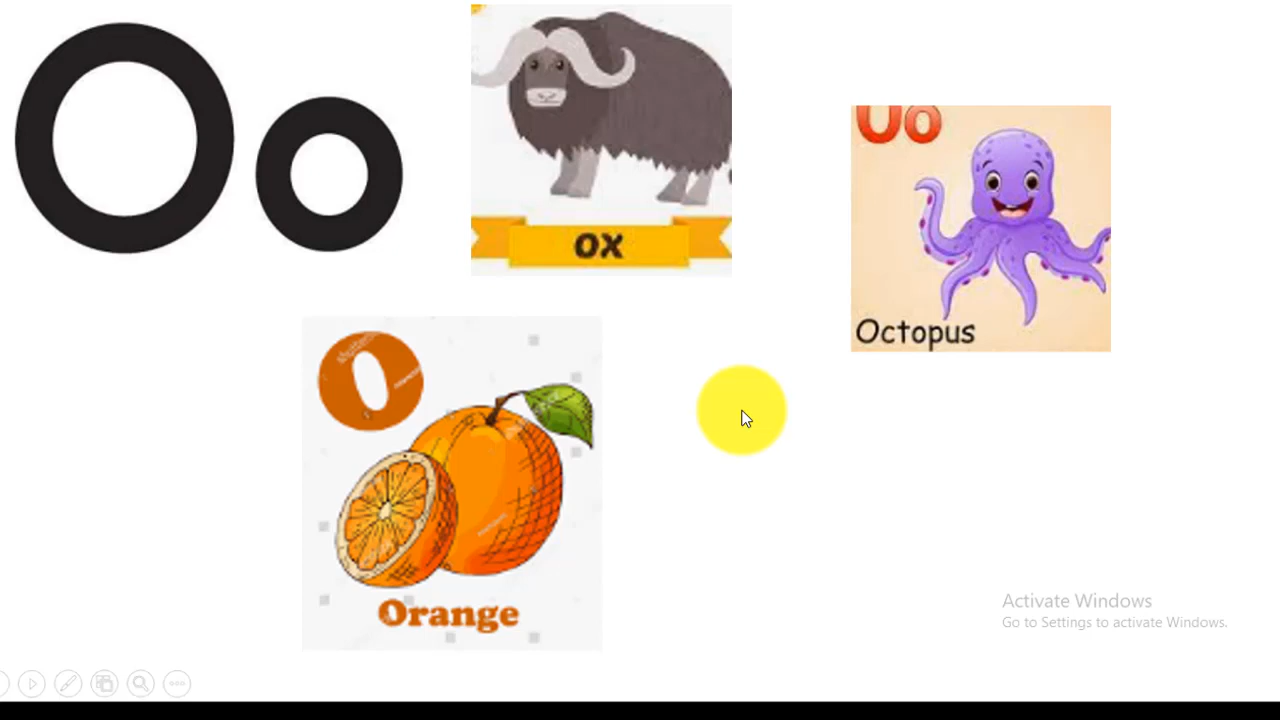 Oo
OX
Oo
Octopus
O
Orange
Activate Windows
Go to Settings to activate Windows.